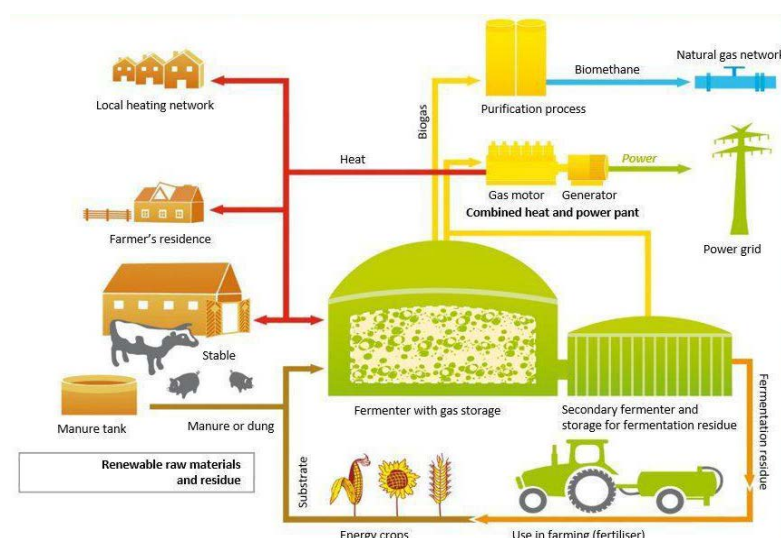 Natural gas network
Biomethane
Local heating network
Purification process
Biogas
Heat
Power
Gas motor
Generator
Combined heat and power pant
Farmer's residence
Power grid
Stable
Fermenter with gas storage
Secondary fermenter and
storage for fermentation residue
Manure tank
Manure or dung
Fermentation residue
Renewable raw materials
and residue
Substrate
Energy crops
Use in farming (fertiliser)